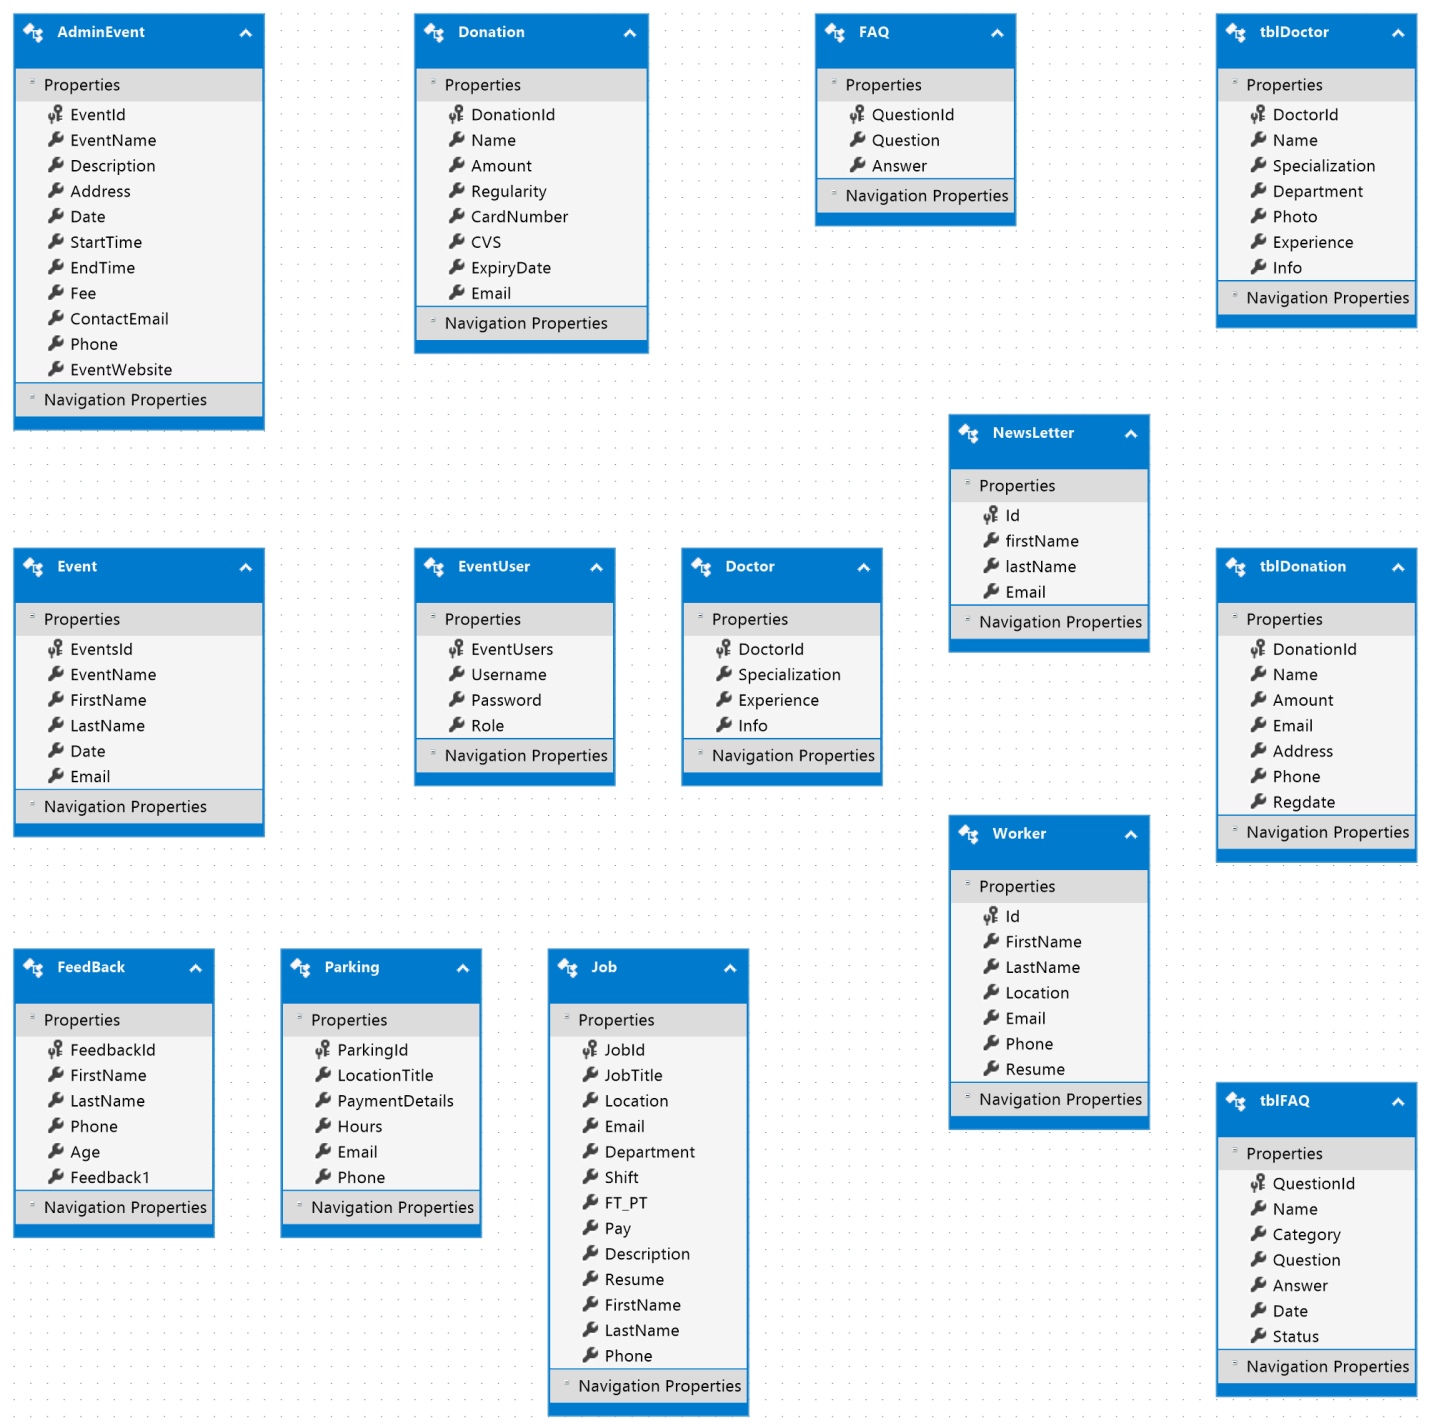 AdminEvent
Properties
EventId
EventName
Description
Address
Date
StartTime
EndTime
Fee
ContactEmail
Phone
EventWebsite
Navigation Properties
Donation
Properties
DonationId
Name
Amount
Regularity
CardNumber
CVS
ExpiryDate
Email
Navigation Properties
FAQ
Properties
QuestionId
Question
Answer
Navigation Properties
tblDoctor
Properties
DoctorId
Name
Specialization
Department
Photo
Experience
Info
Navigation Properties
NewsLetter
Properties
Id
firstName
lastName
Email
Navigation Properties
Event
Properties
EventsId
EventName
FirstName
LastName
Date
Email
Navigation Properties
EventUser
Properties
EventUsers
Username
Password
Role
Navigation Properties
Doctor
Properties
DoctorId
Specialization
Experience
Info
Navigation Properties
tblDonation
Properties
DonationId
Name
Amount
Email
Address
Phone
Regdate
Navigation Properties
Worker
Properties
Id
FirstName
LastName
Location
Email
Phone
Resume
Navigation Properties
FeedBack
Properties
FeedbackId
FirstName
LastName
Phone
Age
Feedback1
Navigation Properties
Parking
Properties
ParkingId
LocationTitle
PaymentDetails
Hours
Email
Phone
Navigation Properties
Job
Properties
JobId
JobTitle
Location
Email
Department
Shift
FT_PT
Pay
Description
Resume
FirstName
LastName
Phone
Navigation Properties
tblFAQ
Properties
QuestionId
Name
Category
Question
Answer
Date
Status
Navigation Properties